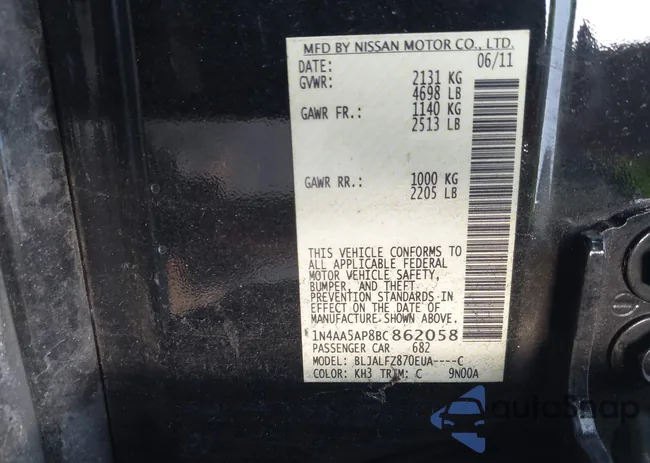 MFD BY NISSAN MOTOR CO., LTD.
DATE: 06/11
GVWR: 2131 KG
4698 LB
GAWR FR.: 1140 KG
2513 LB
GAWR RR.: 1000 KG
2205 LB
THIS VEHICLE CONFORMS TO
ALL APPLICABLE FEDERAL
MOTOR VEHICLE SAFETY,
BUMPER, AND THEFT
PREVENTION STANDARDS IN
EFFECT ON THE DATE OF
MANUFACTURE SHOWN ABOVE.
1N4AA5AP8BC862058
PASSENGER CAR 682
MODEL: BLJALFZ870EUA----C
COLOR: KH3 TRIM: C 9N00A
autoSnap